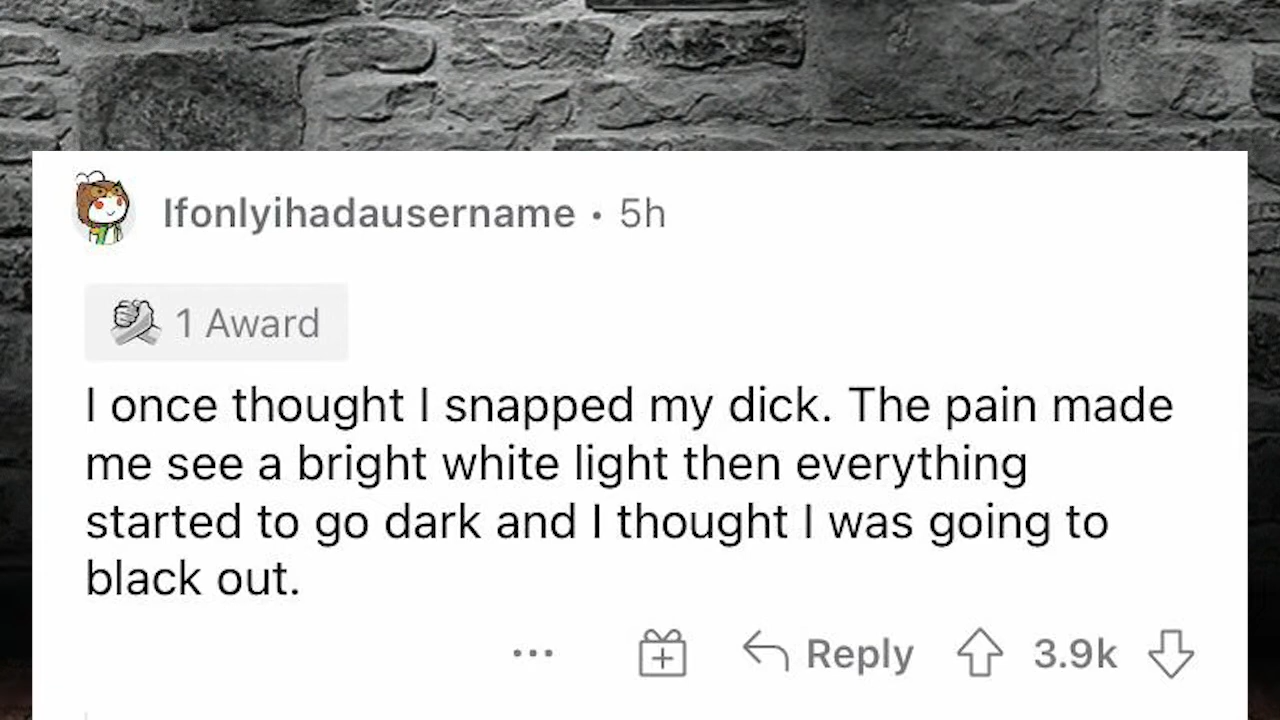 Ifonlyihadausername • 5h
1 Award
I once thought I snapped my dick. The pain made
me see a bright white light then everything
started to go dark and I thought I was going to
black out.
... Reply 3.9k